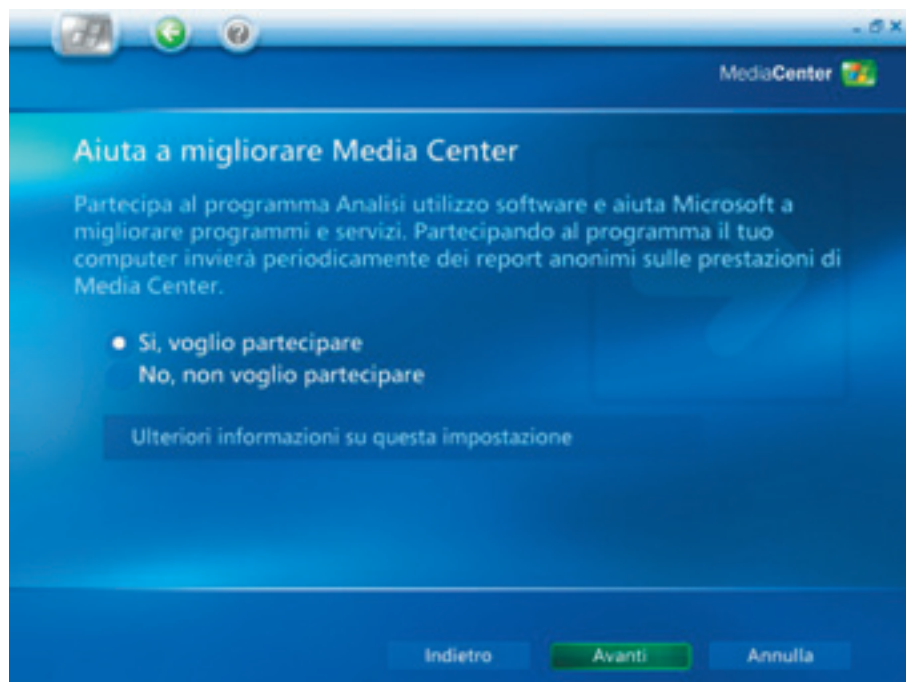 MediaCenter
Aiuta a migliorare Media Center
Partecipa al programma Analisi utilizzo software e aiuta Microsoft a
migliorare programmi e servizi. Partecipando al programma il tuo
computer invierà periodicamente dei report anonimi sulle prestazioni di
Media Center.
Si, voglio partecipare
No, non voglio partecipare
Ulteriori informazioni su questa impostazione
Indietro Avanti Annulla